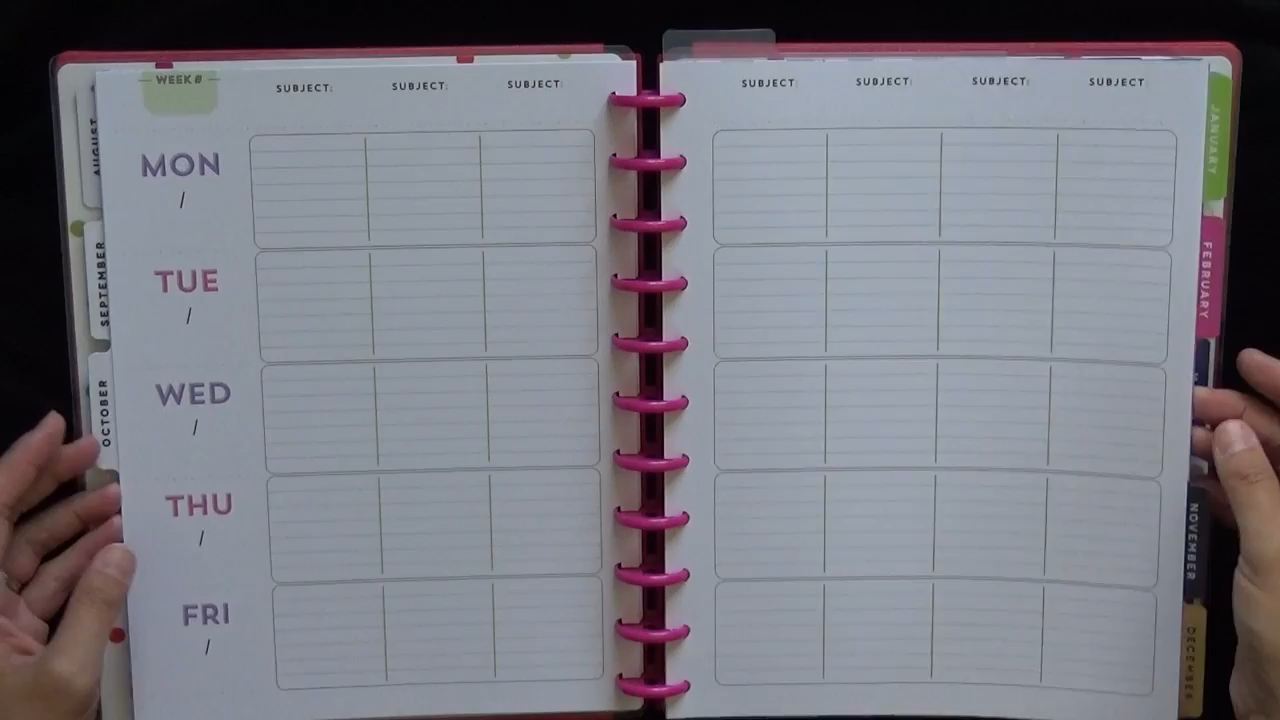 WEEK #
SUBJECT: SUBJECT: SUBJECT: SUBJECT: SUBJECT: SUBJECT: SUBJECT:
MON
/
TUE
/
WED
/
THU
/
FRI
/
AUGUST
SEPTEMBER
OCTOBER
JANUARY
FEBRUARY
NOVEMBER
DECEMBER